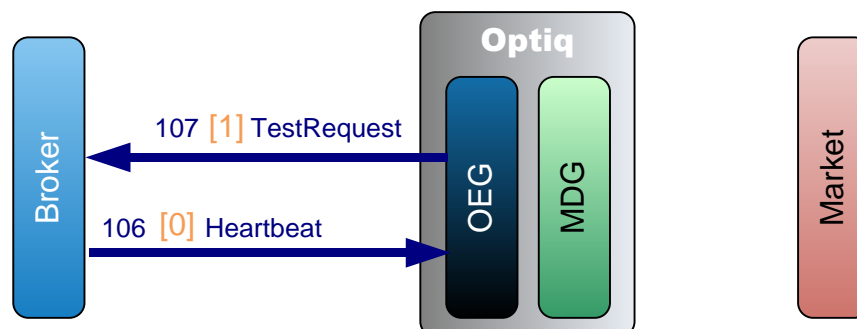 Optiq
107 [1] TestRequest
106 [0] Heartbeat
Broker
OEG
MDG
Market